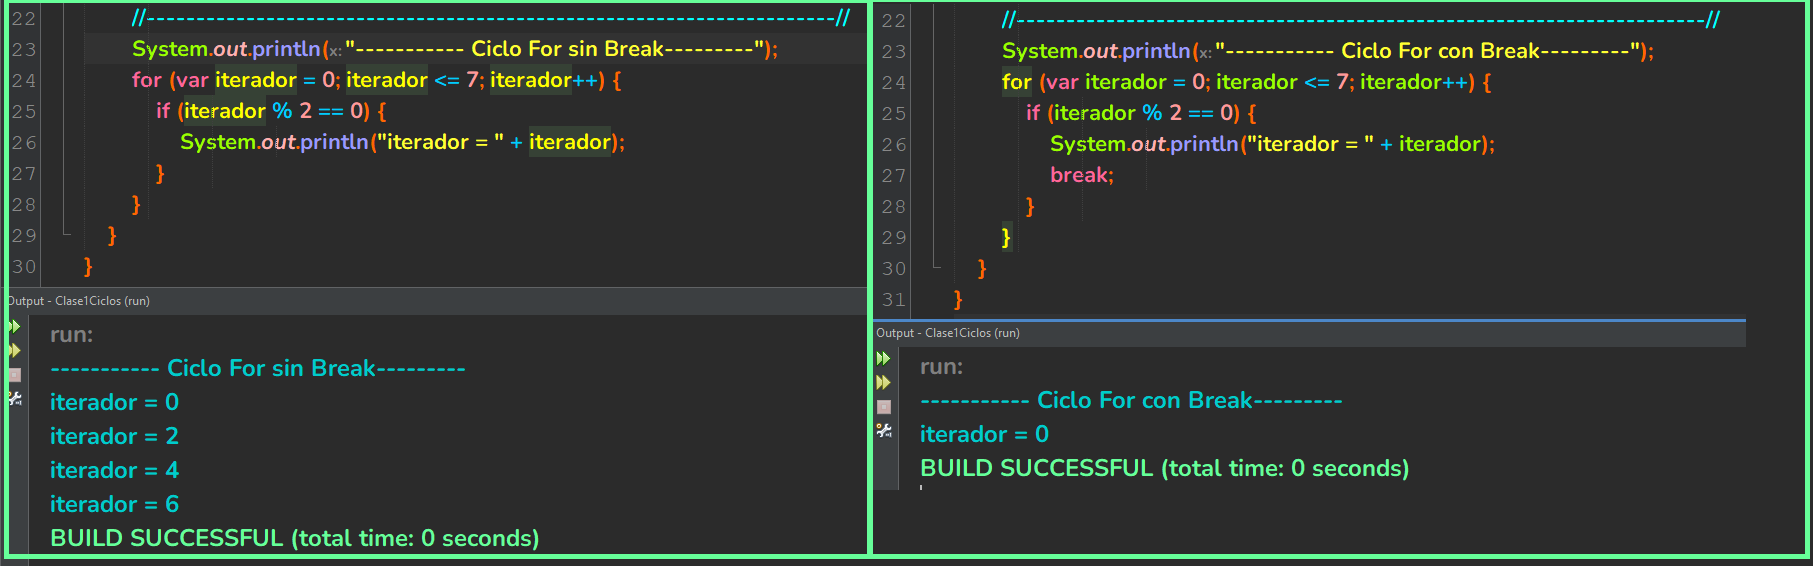 22 //---------------------------------------------------------------------//
23 System.out.println(x:"----------- Ciclo For sin Break---------");
24 for (var iterador = 0; iterador <= 7; iterador++) {
25 if (iterador % 2 == 0) {
26 System.out.println("iterador = " + iterador);
27 }
28 }
29 }
30 }
Output - Clase1Ciclos (run)
run:
----------- Ciclo For sin Break---------
iterador = 0
iterador = 2
iterador = 4
iterador = 6
BUILD SUCCESSFUL (total time: 0 seconds)
22 //---------------------------------------------------------------------//
23 System.out.println(x:"----------- Ciclo For con Break---------");
24 for (var iterador = 0; iterador <= 7; iterador++) {
25 if (iterador % 2 == 0) {
26 System.out.println("iterador = " + iterador);
27 break;
28 }
29 }
30 }
31 }
Output - Clase1Ciclos (run)
run:
----------- Ciclo For con Break---------
iterador = 0
BUILD SUCCESSFUL (total time: 0 seconds)